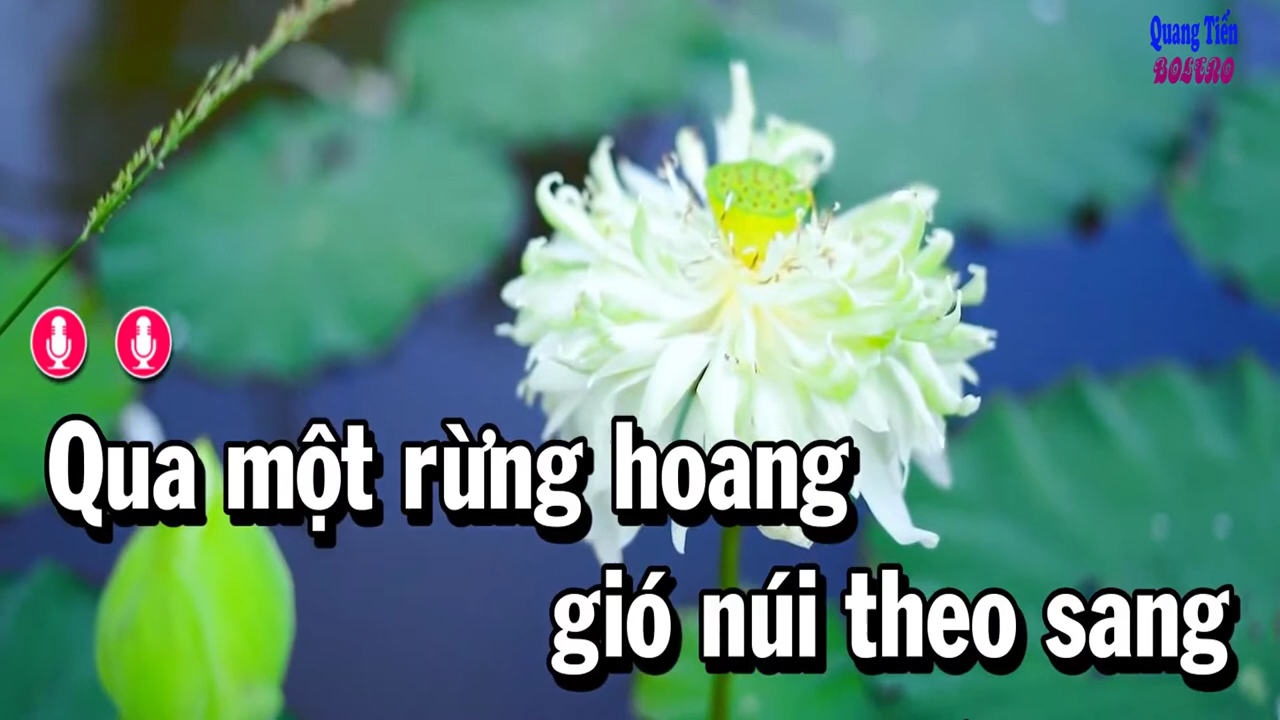 Quang Tiến
BOLERO
Qua một rừng hoang
gió núi theo sang